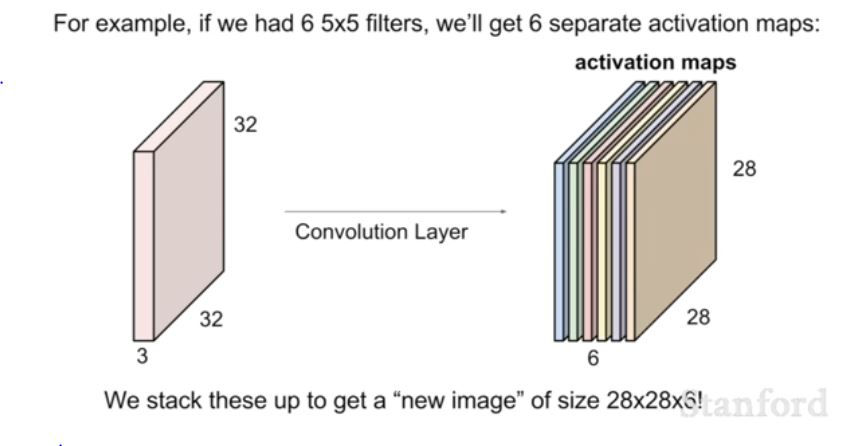 For example, if we had 6 5x5 filters, we'll get 6 separate activation maps:
activation maps
32
28
Convolution Layer
32
28
3
6
We stack these up to get a “new image” of size 28x28x6!
Stanford